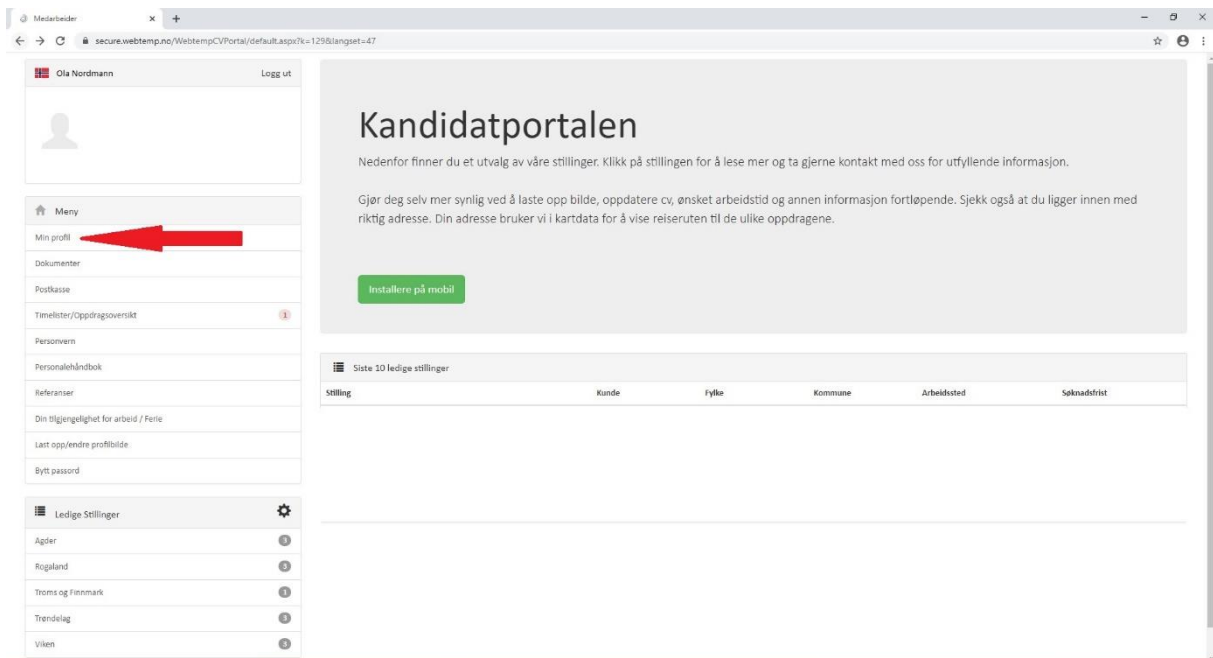 Medarbeider
secure.webtemp.no/WebtempCVPortal/default.aspx?k=129&langset=47
Ola Nordmann Logg ut
Meny
Min profil
Dokumenter
Postkasse
Timelister/Oppdragsoversikt 1
Personvern
Personalehåndbok
Referanser
Din tilgjengelighet for arbeid / Ferie
Last opp/endre profilbilde
Bytt passord
Ledige Stillinger
Agder 3
Rogaland 3
Troms og Finnmark 1
Trøndelag 3
Viken 3
Kandidatportalen
Nedenfor finner du et utvalg av våre stillinger. Klikk på stillingen for å lese mer og ta gjerne kontakt med oss for utfyllende informasjon.
Gjør deg selv mer synlig ved å laste opp bilde, oppdatere cv, ønsket arbeidstid og annen informasjon fortløpende. Sjekk også at du ligger innen med
riktig adresse. Din adresse bruker vi i kartdata for å vise reiseruten til de ulike oppdragene.
Installere på mobil
Siste 10 ledige stillinger
Stilling Kunde Fylke Kommune Arbeidssted Søknadsfrist